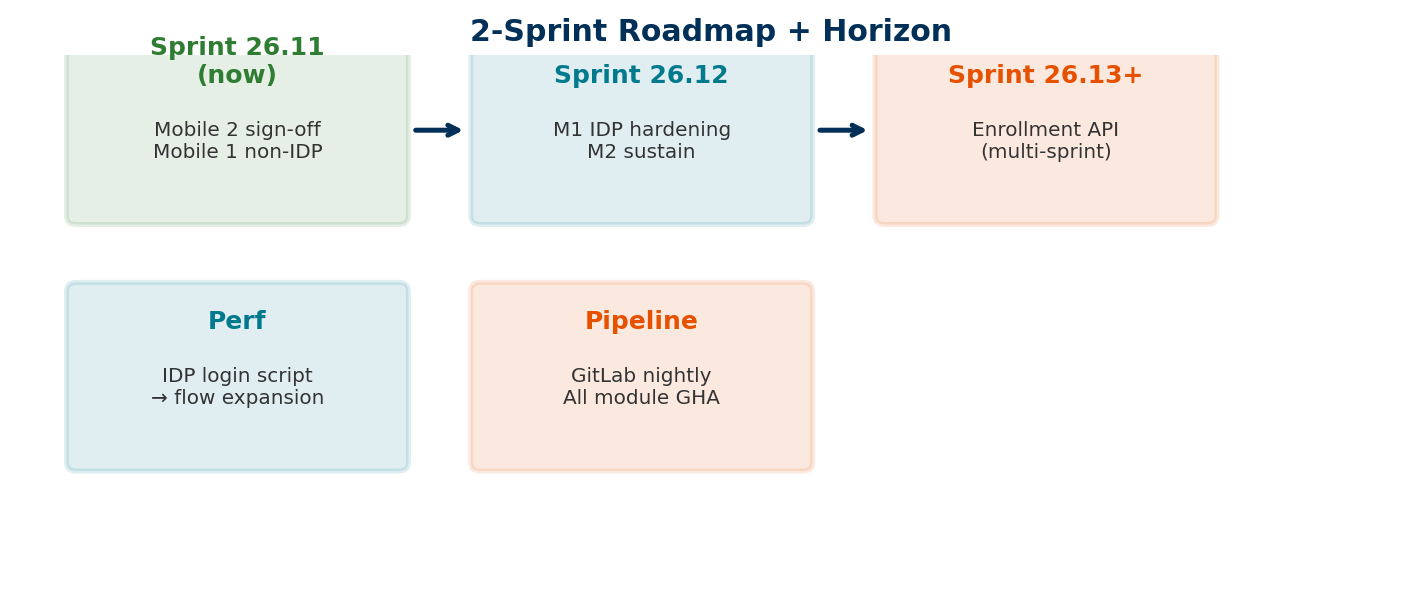 2-Sprint Roadmap + Horizon
Sprint 26.11
(now)
Mobile 2 sign-off
Mobile 1 non-IDP
Sprint 26.12
M1 IDP hardening
M2 sustain
Sprint 26.13+
Enrollment API
(multi-sprint)
Perf
IDP login script
→ flow expansion
Pipeline
GitLab nightly
All module GHA